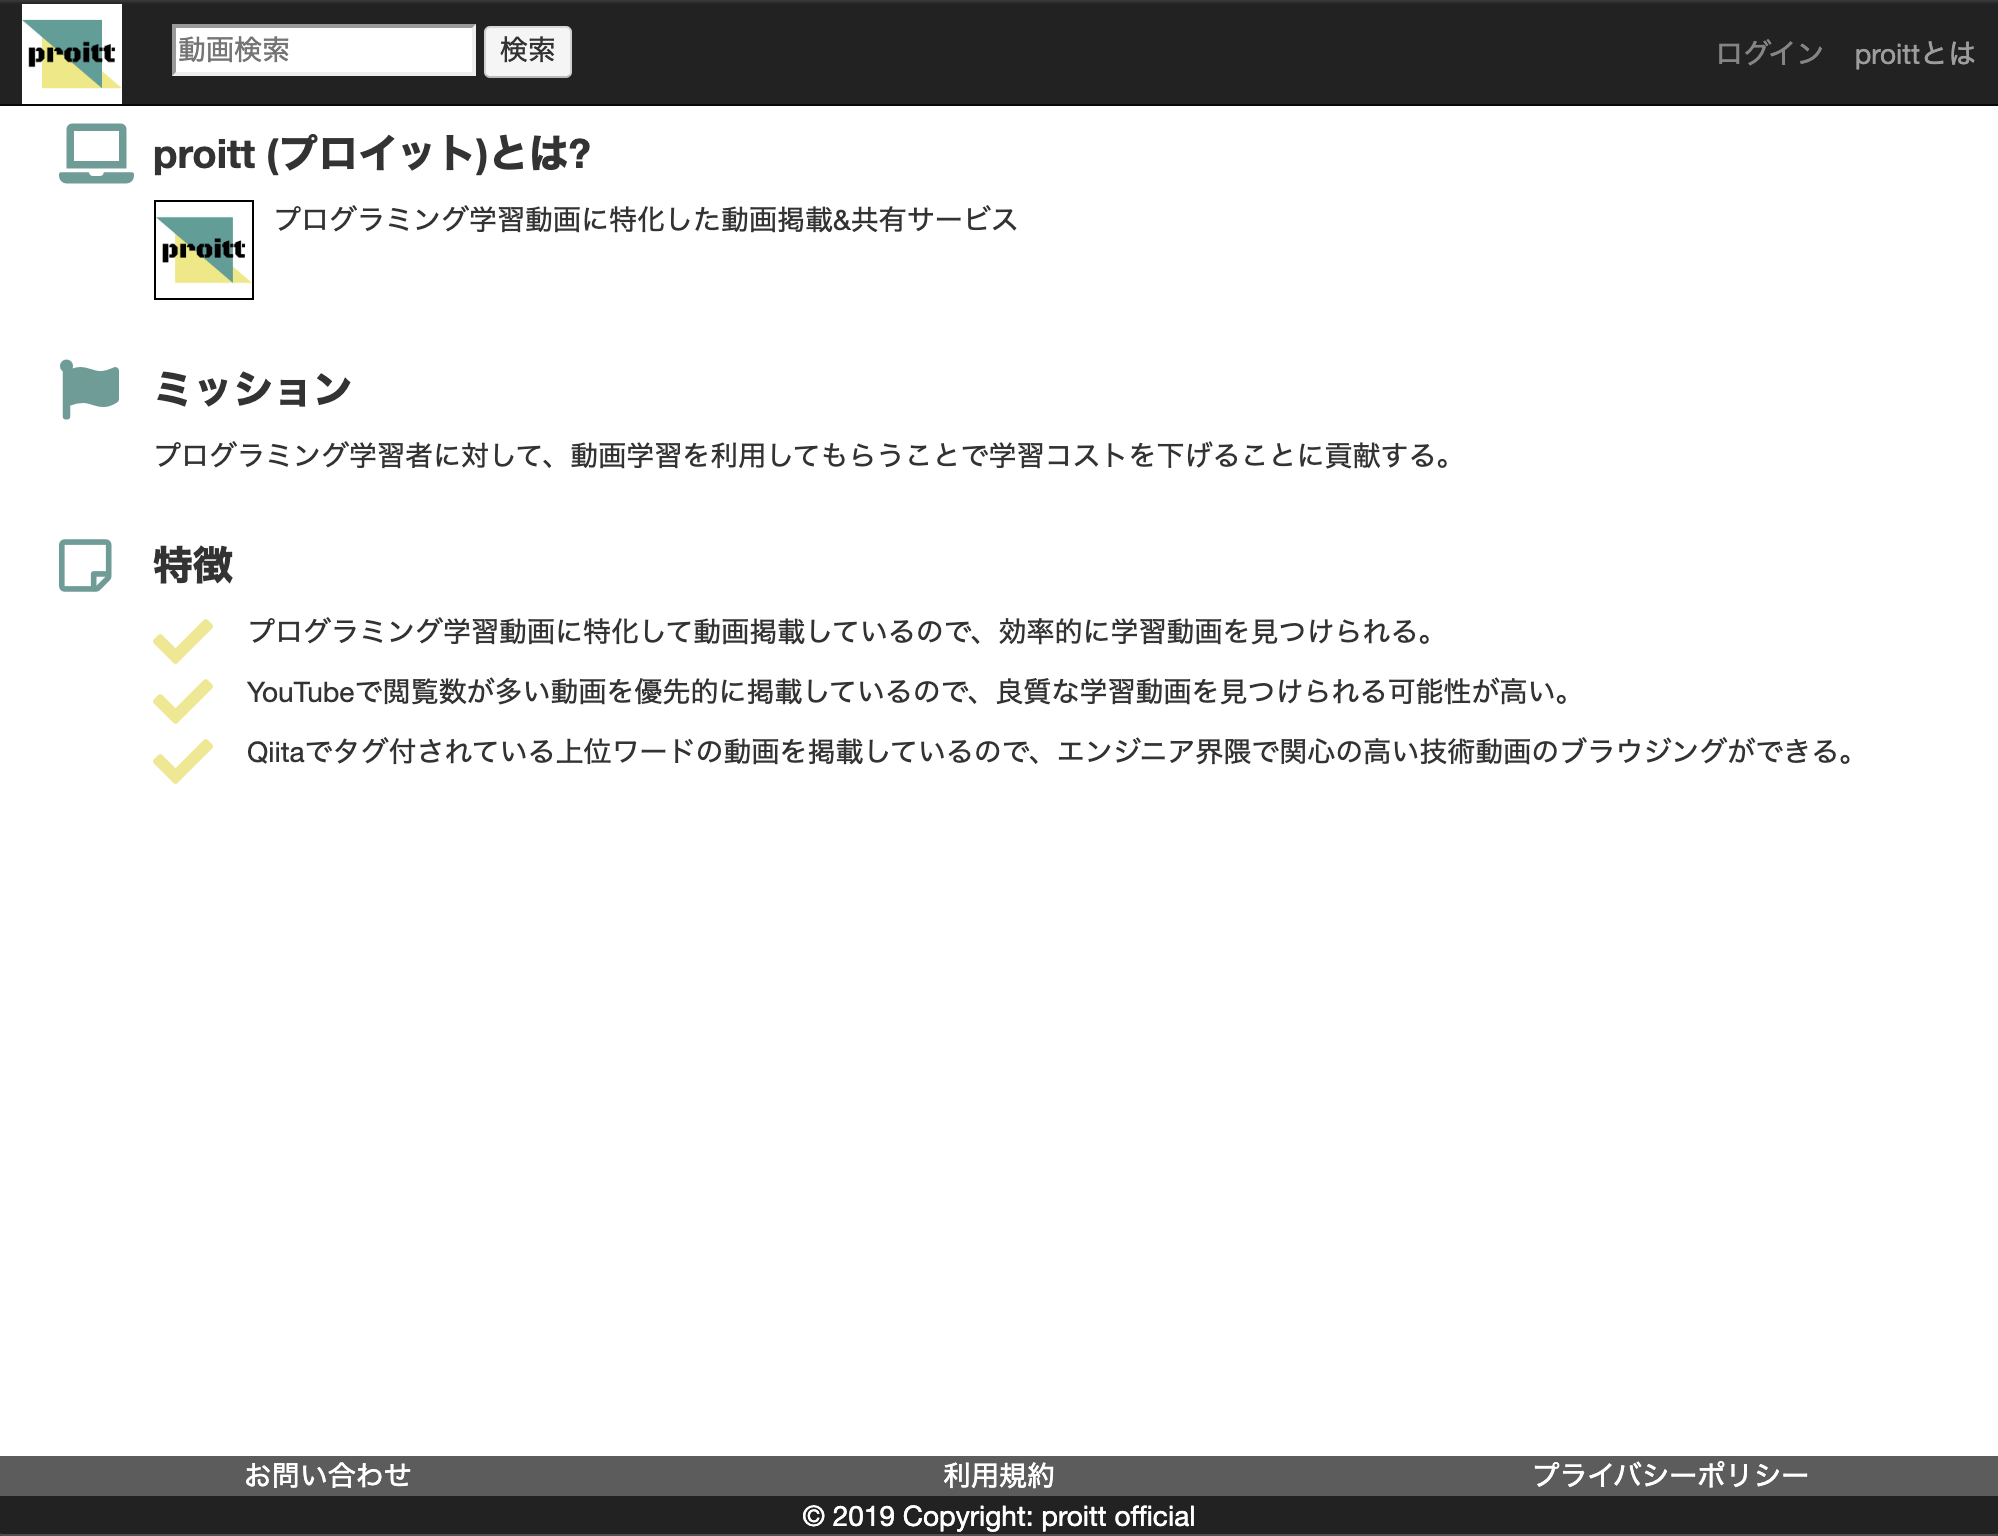 proitt
動画検索
検索
ログイン
proittとは
proitt (プロイット)とは?
proitt
プログラミング学習動画に特化した動画掲載&共有サービス
ミッション
プログラミング学習者に対して、動画学習を利用してもらうことで学習コストを下げることに貢献する。
特徴
プログラミング学習動画に特化して動画掲載しているので、効率的に学習動画を見つけられる。
YouTubeで閲覧数が多い動画を優先的に掲載しているので、良質な学習動画を見つけられる可能性が高い。
Qiitaでタグ付されている上位ワードの動画を掲載しているので、エンジニア界隈で関心の高い技術動画のブラウジングができる。
お問い合わせ
利用規約
プライバシーポリシー
© 2019 Copyright: proitt official